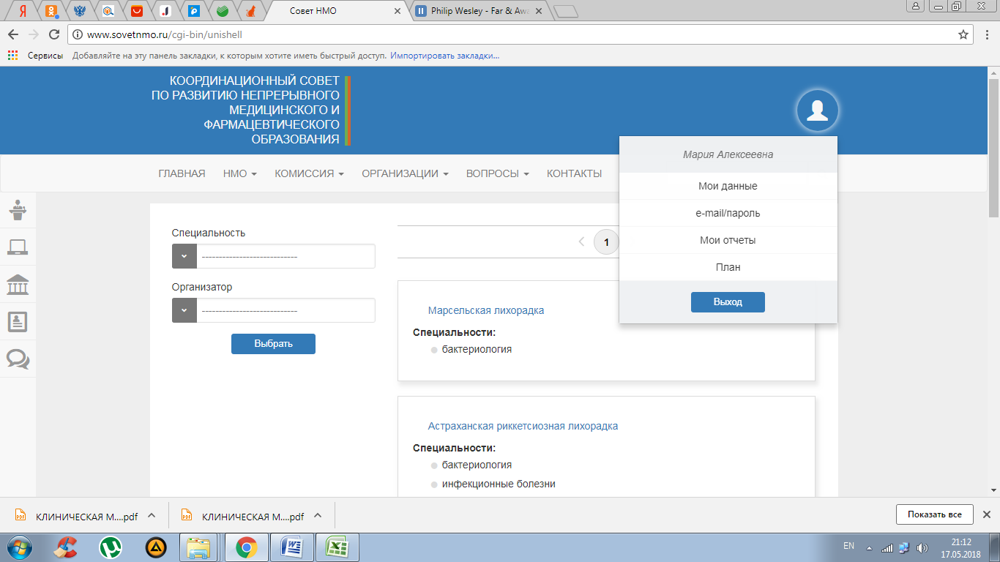 Совет НМО
Philip Wesley - Far & Awa
www.sovetnmo.ru/cgi-bin/unishell
Сервисы
Добавляйте на эту панель закладки, к которым хотите иметь быстрый доступ. Импортировать закладки...
КООРДИНАЦИОННЫЙ СОВЕТ
ПО РАЗВИТИЮ НЕПРЕРЫВНОГО
МЕДИЦИНСКОГО И
ФАРМАЦЕВТИЧЕСКОГО
ОБРАЗОВАНИЯ
ГЛАВНАЯ НМО КОМИССИЯ ОРГАНИЗАЦИИ ВОПРОСЫ КОНТАКТЫ
Мария Алексеевна
Мои данные
e-mail/пароль
Мои отчеты
План
Выход
Специальность
----------------------------
Организатор
----------------------------
Выбрать
1
Марсельская лихорадка
Специальности:
бактериология
Астраханская риккетсиозная лихорадка
Специальности:
бактериология
инфекционные болезни
КЛИНИЧЕСКАЯ М....pdf
КЛИНИЧЕСКАЯ М....pdf
Показать все
EN
21:12
17.05.2018